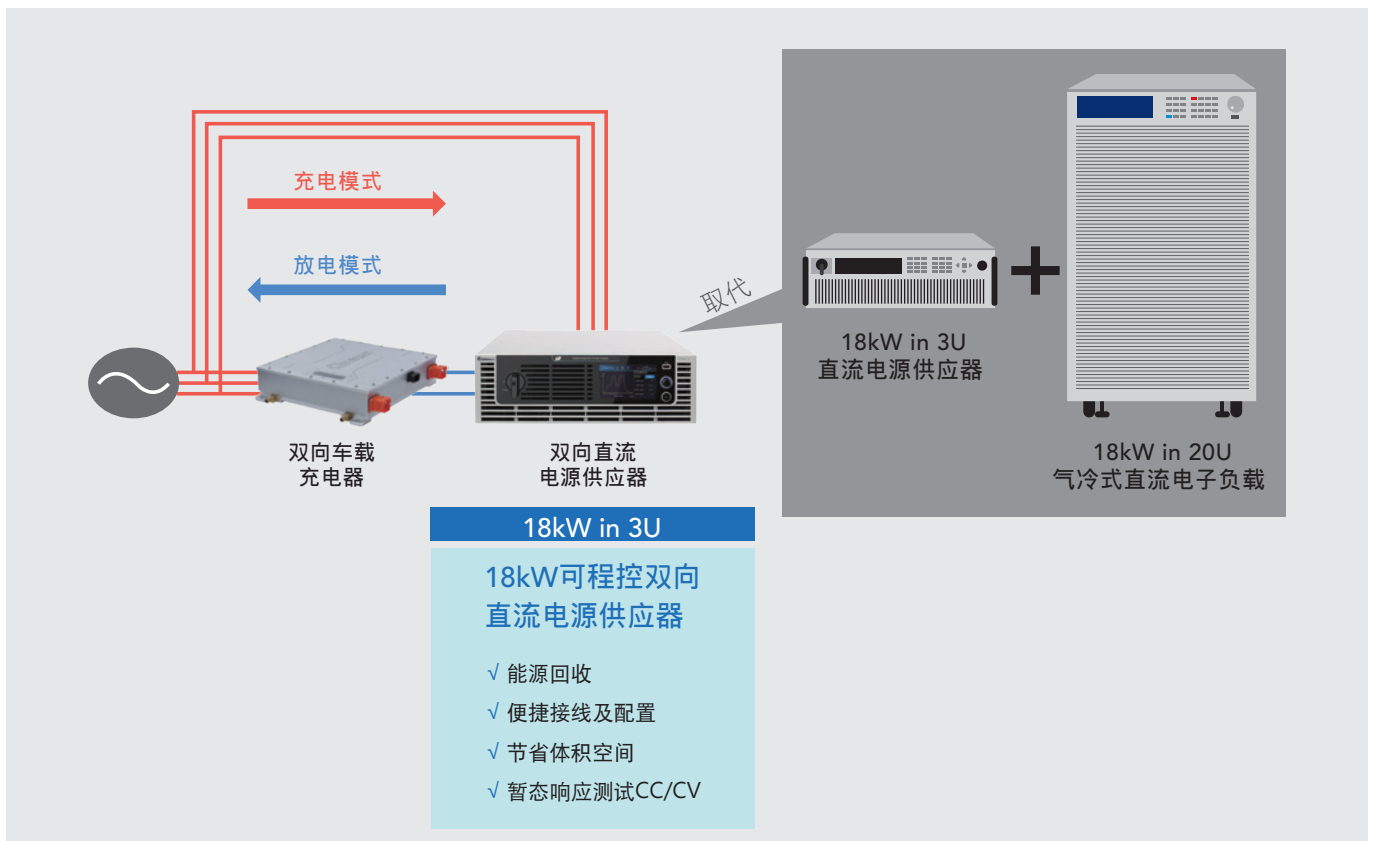 充电模式
放电模式
取代
18kW in 3U
直流电源供应器
18kW in 20U
气冷式直流电子负载
双向车载
充电器
双向直流
电源供应器
18kW in 3U
18kW可程控双向
直流电源供应器
√ 能源回收
√ 便捷接线及配置
√ 节省体积空间
√ 暂态响应测试CC/CV